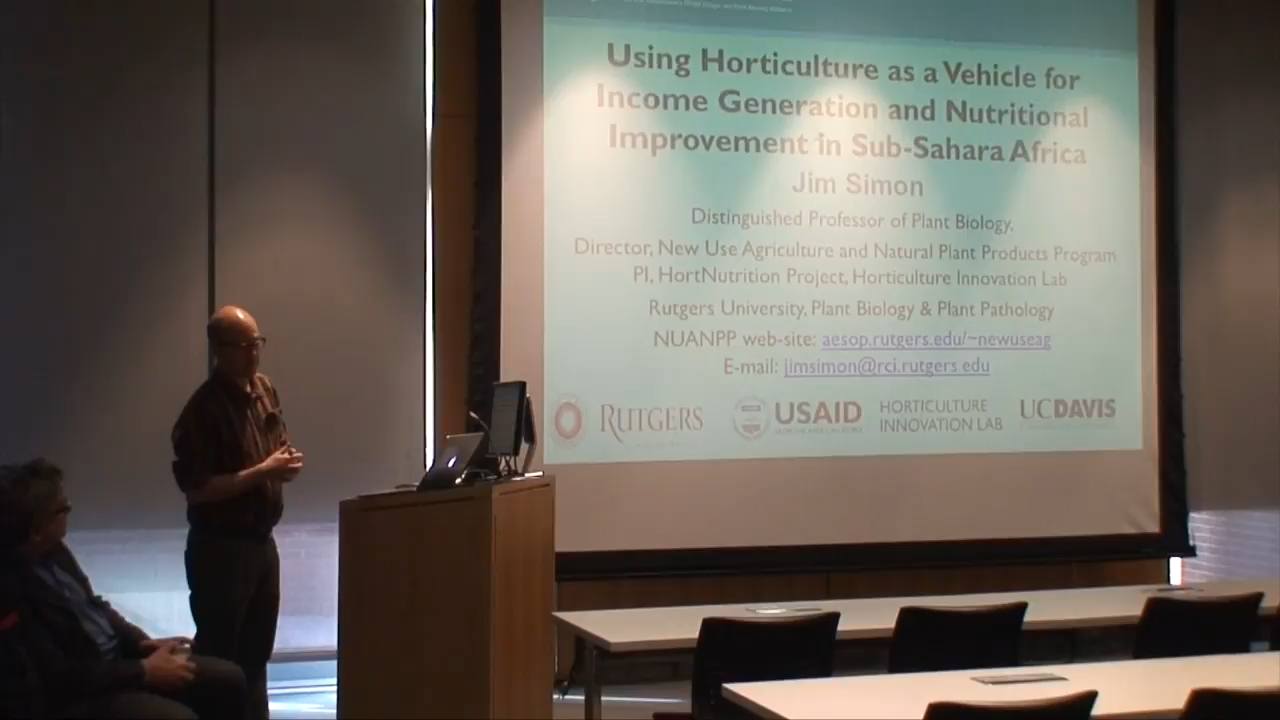 Using Horticulture as a Vehicle for
Income Generation and Nutritional
Improvement in Sub-Sahara Africa
Jim Simon
Distinguished Professor of Plant Biology,
Director, New Use Agriculture and Natural Plant Products Program
PI, HortNutrition Project, Horticulture Innovation Lab
Rutgers University, Plant Biology & Plant Pathology
NUANPP web-site: aesop.rutgers.edu/~newuseag
E-mail: jimsimon@rci.rutgers.edu
RUTGERS
USAID
HORTICULTURE
INNOVATION LAB
UCDAVIS